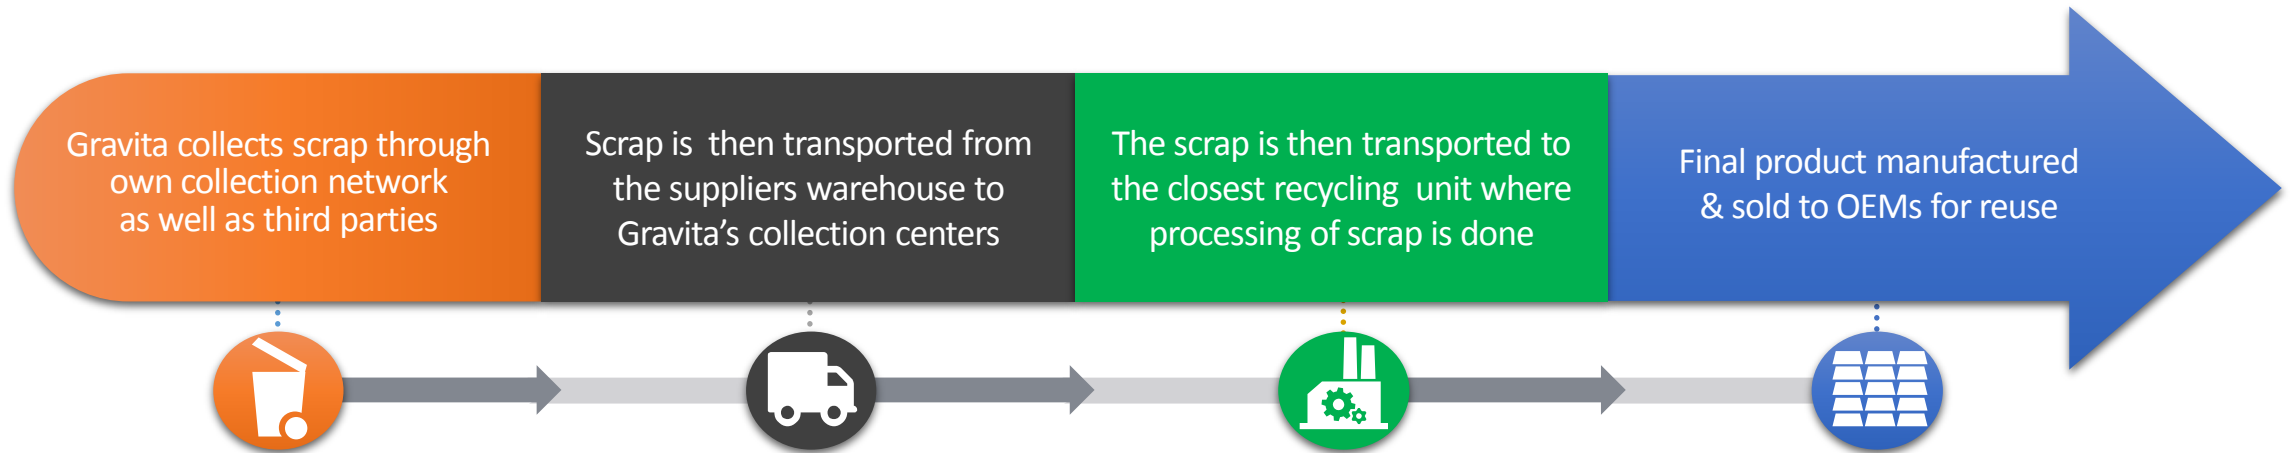 Gravita collects scrap through
own collection network
as well as third parties
Scrap is  then transported from
the suppliers warehouse to
Gravita’s collection centers
The scrap is then transported to
the closest recycling  unit where
processing of scrap is done
Final product manufactured
& sold to OEMs for reuse